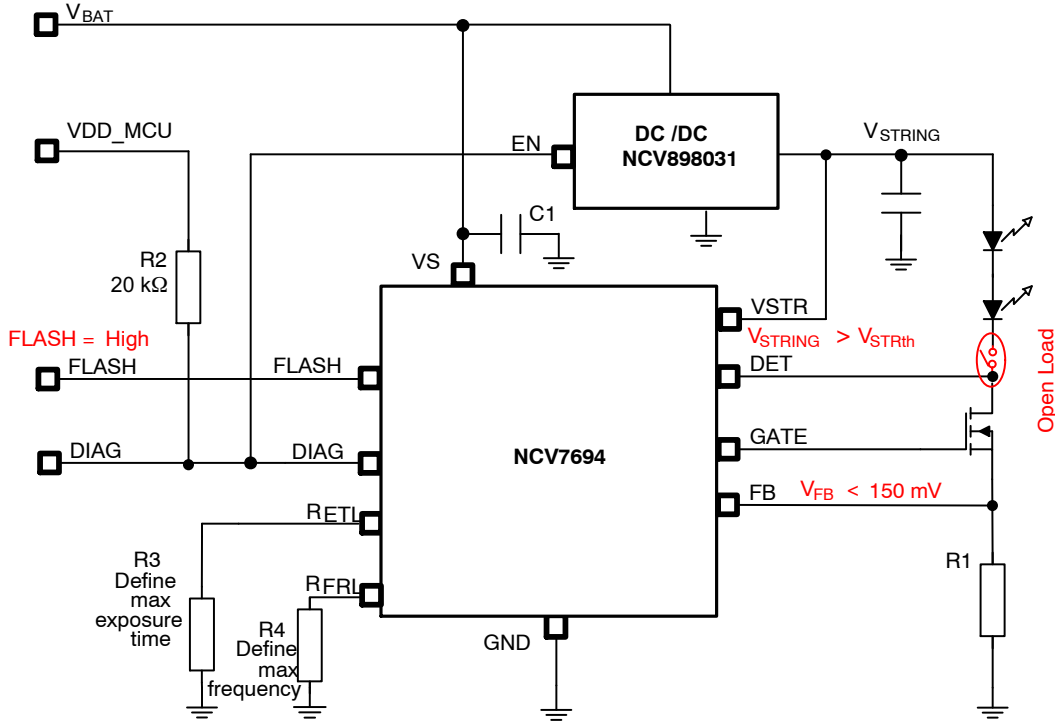 VBAT
VDD_MCU
EN
DC /DC
NCV898031
VSTRING
C1
R2
20 kΩ
VS
VSTR
FLASH = High
VSTRING > VSTRth
FLASH
FLASH
DET
Open Load
GATE
DIAG
DIAG
NCV7694
FB
VFB < 150 mV
RETL
R3
Define
max
exposure
time
RFRL
R1
R4
Define
max
frequency
GND